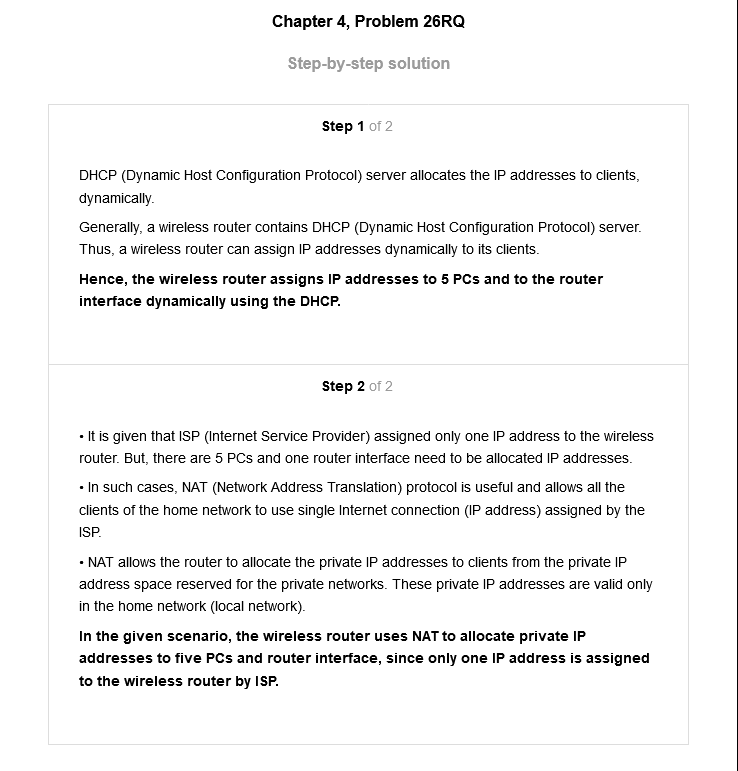 Chapter 4, Problem 26RQ
Step-by-step solution
Step 1 of 2
DHCP (Dynamic Host Configuration Protocol) server allocates the IP addresses to clients,
dynamically.
Generally, a wireless router contains DHCP (Dynamic Host Configuration Protocol) server.
Thus, a wireless router can assign IP addresses dynamically to its clients.
Hence, the wireless router assigns IP addresses to 5 PCs and to the router
interface dynamically using the DHCP.
Step 2 of 2
• It is given that ISP (Internet Service Provider) assigned only one IP address to the wireless
router. But, there are 5 PCs and one router interface need to be allocated IP addresses.
• In such cases, NAT (Network Address Translation) protocol is useful and allows all the
clients of the home network to use single Internet connection (IP address) assigned by the
ISP.
• NAT allows the router to allocate the private IP addresses to clients from the private IP
address space reserved for the private networks. These private IP addresses are valid only
in the home network (local network).
In the given scenario, the wireless router uses NAT to allocate private IP
addresses to five PCs and router interface, since only one IP address is assigned
to the wireless router by ISP.